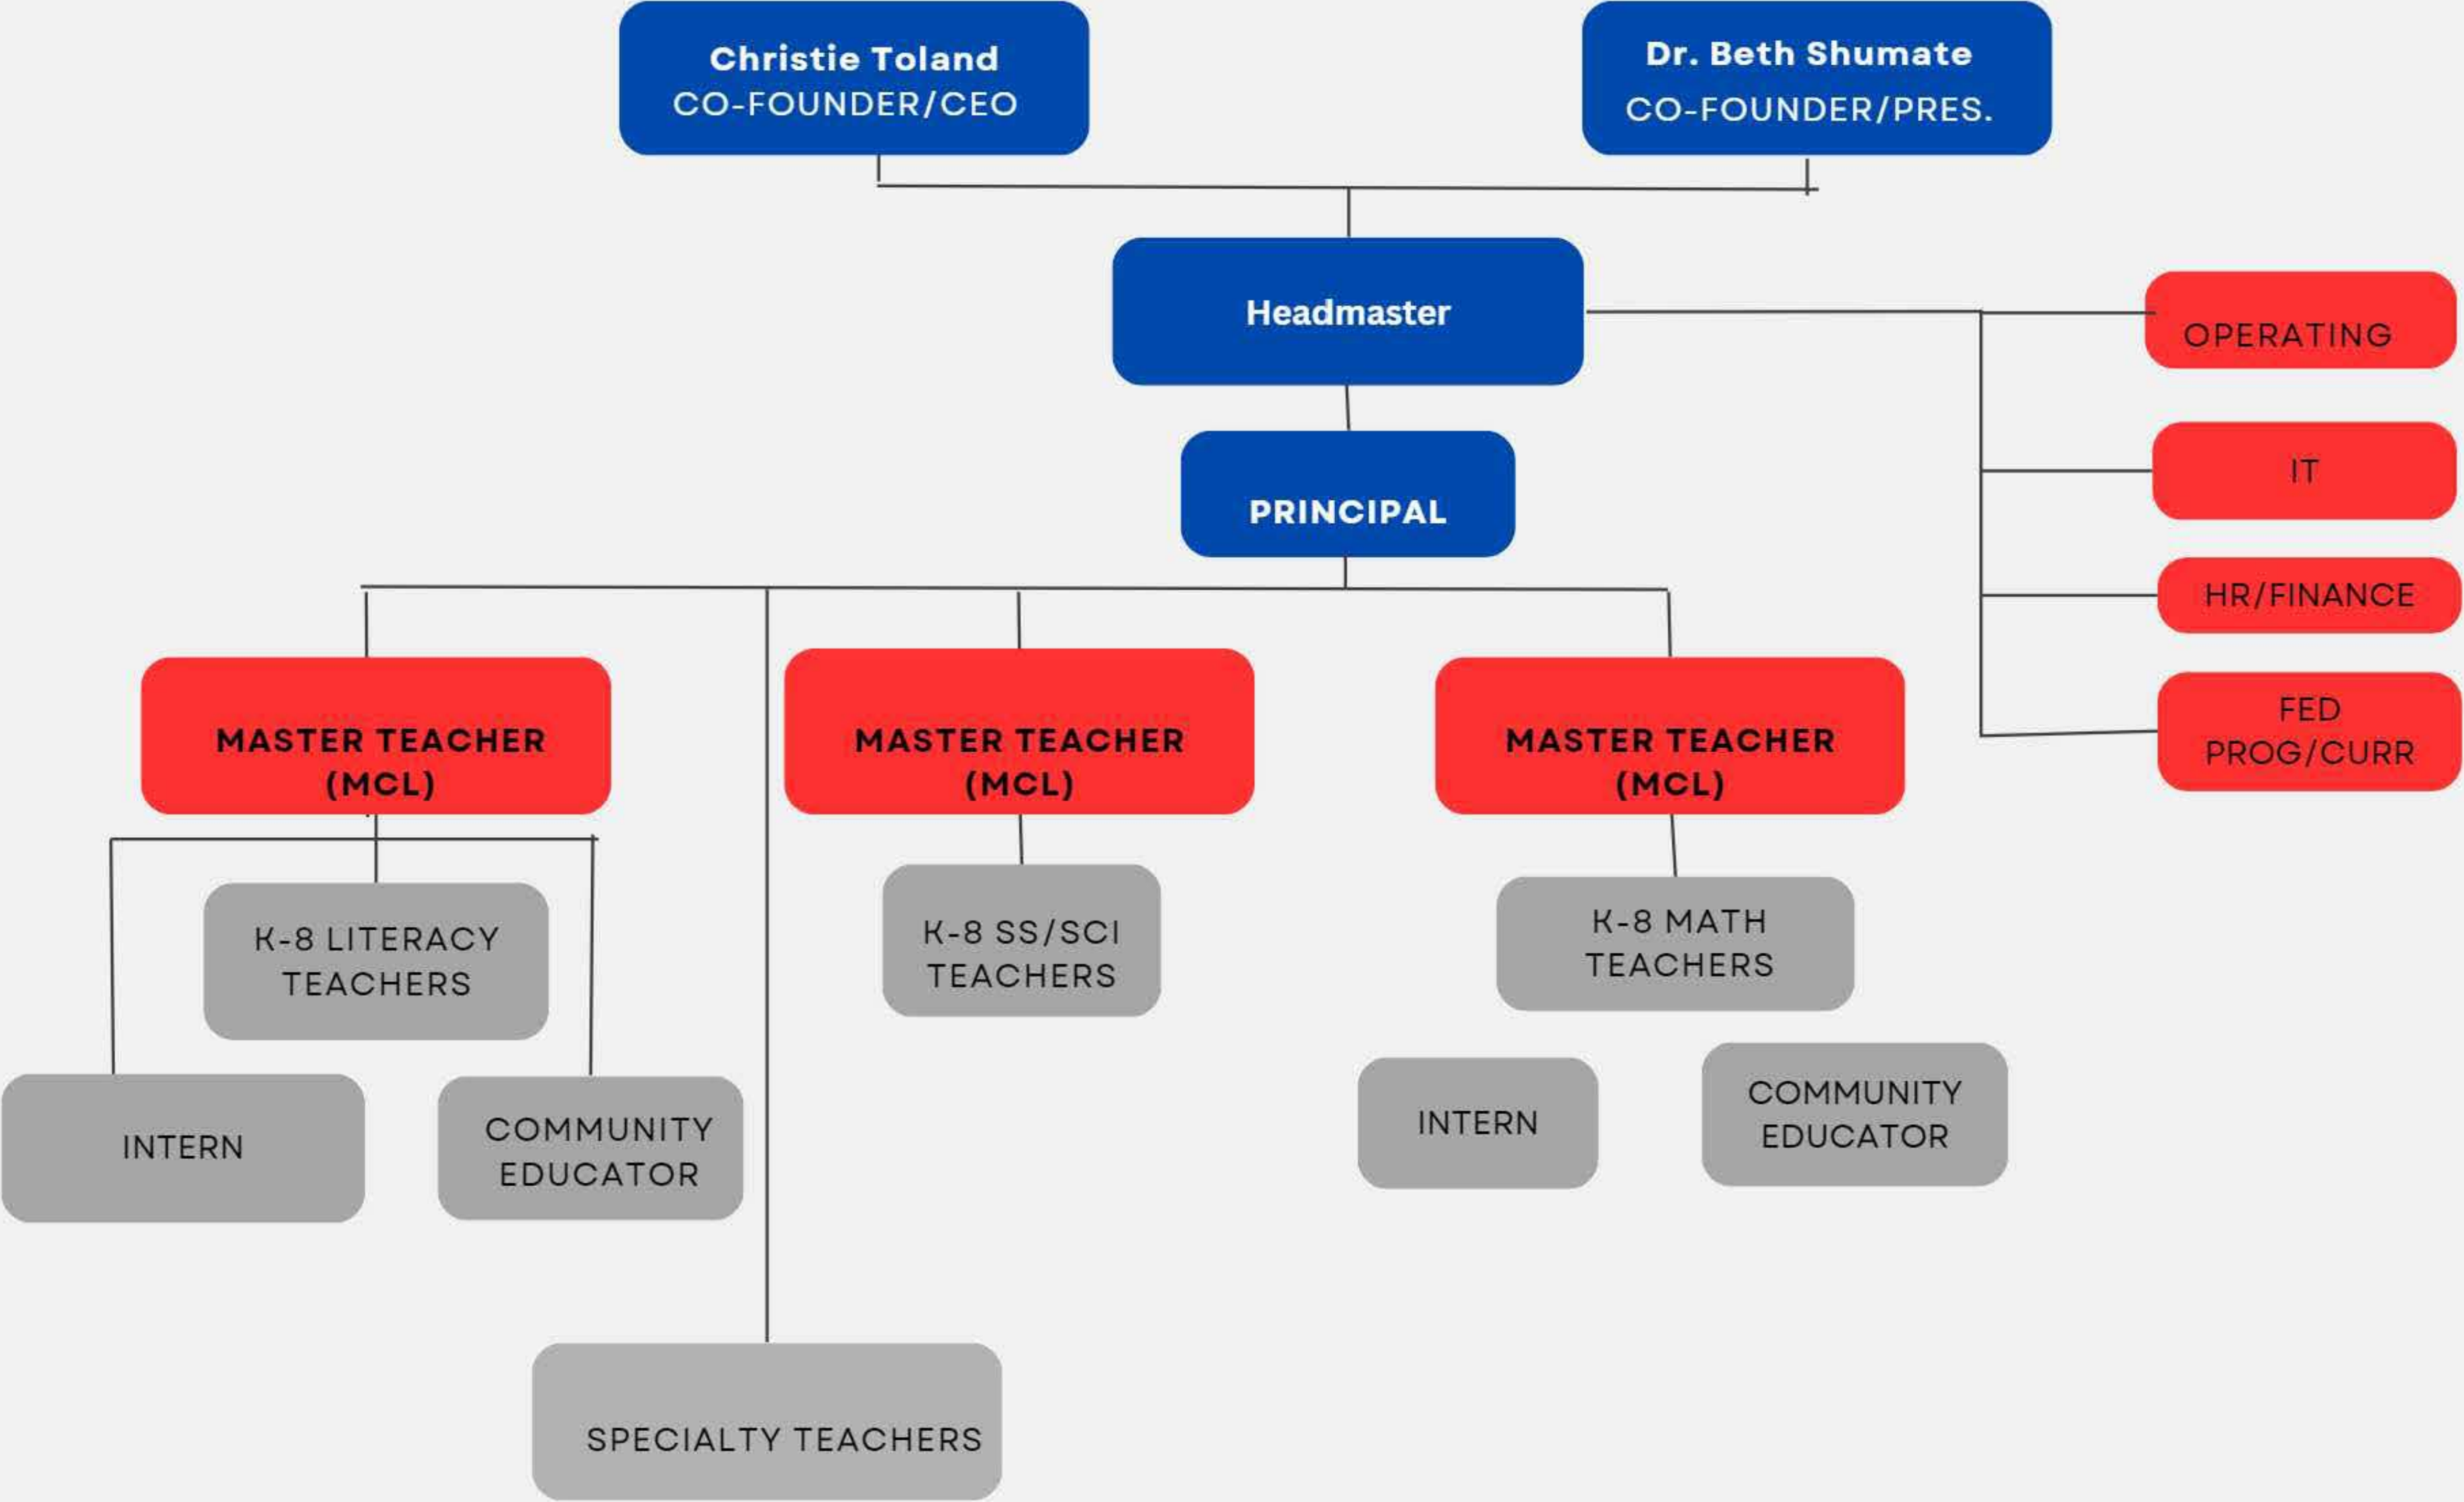 Christie Toland
CO-FOUNDER/CEO
Dr. Beth Shumate
CO-FOUNDER/PRES.
Headmaster
OPERATING
PRINCIPAL
IT
HR/FINANCE
FED
PROG/CURR
MASTER TEACHER
(MCL)
MASTER TEACHER
(MCL)
MASTER TEACHER
(MCL)
K-8 LITERACY
TEACHERS
K-8 SS/SCI
TEACHERS
K-8 MATH
TEACHERS
INTERN
COMMUNITY
EDUCATOR
INTERN
COMMUNITY
EDUCATOR
SPECIALTY TEACHERS